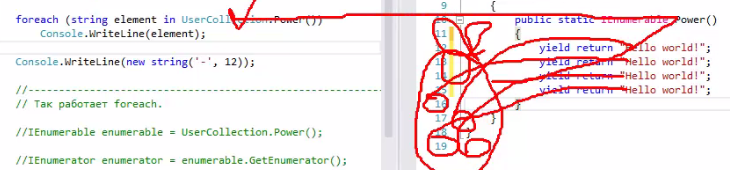 foreach (string element in UserCollection.Power())
Console.WriteLine(element);
Console.WriteLine(new string('-', 12));
//----------------------------------------------------
// Так работает foreach.
//IEnumerable enumerable = UserCollection.Power();
//IEnumerator enumerator = enumerable.GetEnumerator();
9 {
10 public static IEnumerable Power()
11 {
12 yield return "Hello world!";
yield return "Hello world!";
14 yield return "Hello world!";
15 yield return "Hello world!";
16 }
17 }
18 }
19